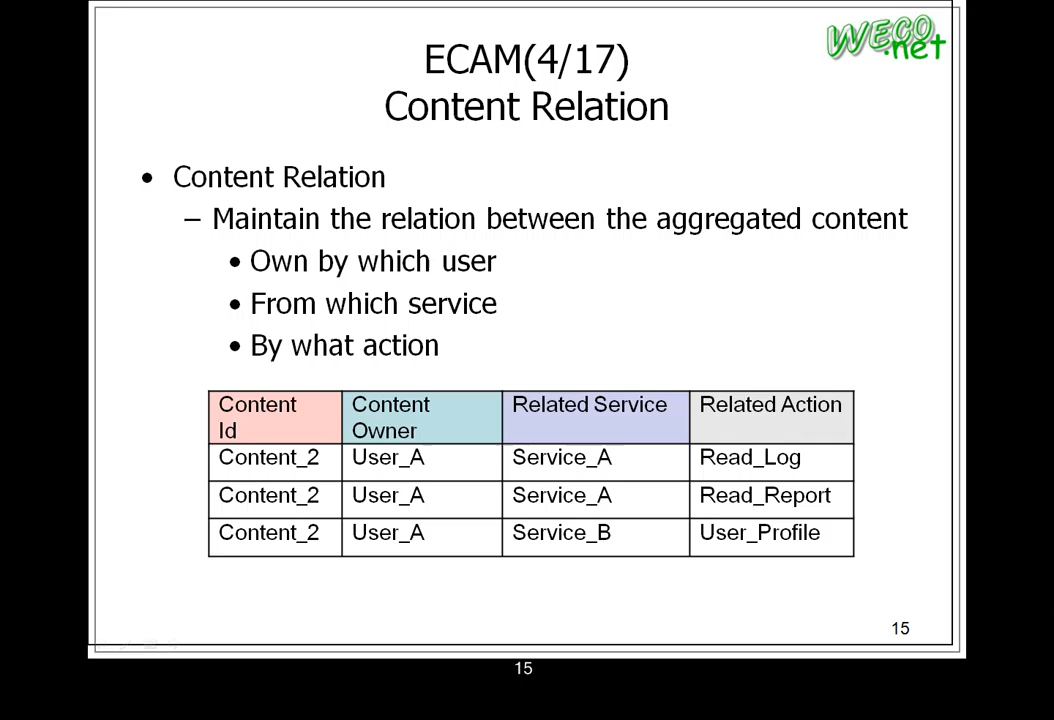 WECO
.net
ECAM(4/17)
Content Relation
• Content Relation
– Maintain the relation between the aggregated content
• Own by which user
• From which service
• By what action
Content Id Content Owner Related Service Related Action
Content_2 User_A Service_A Read_Log
Content_2 User_A Service_A Read_Report
Content_2 User_A Service_B User_Profile
15
15